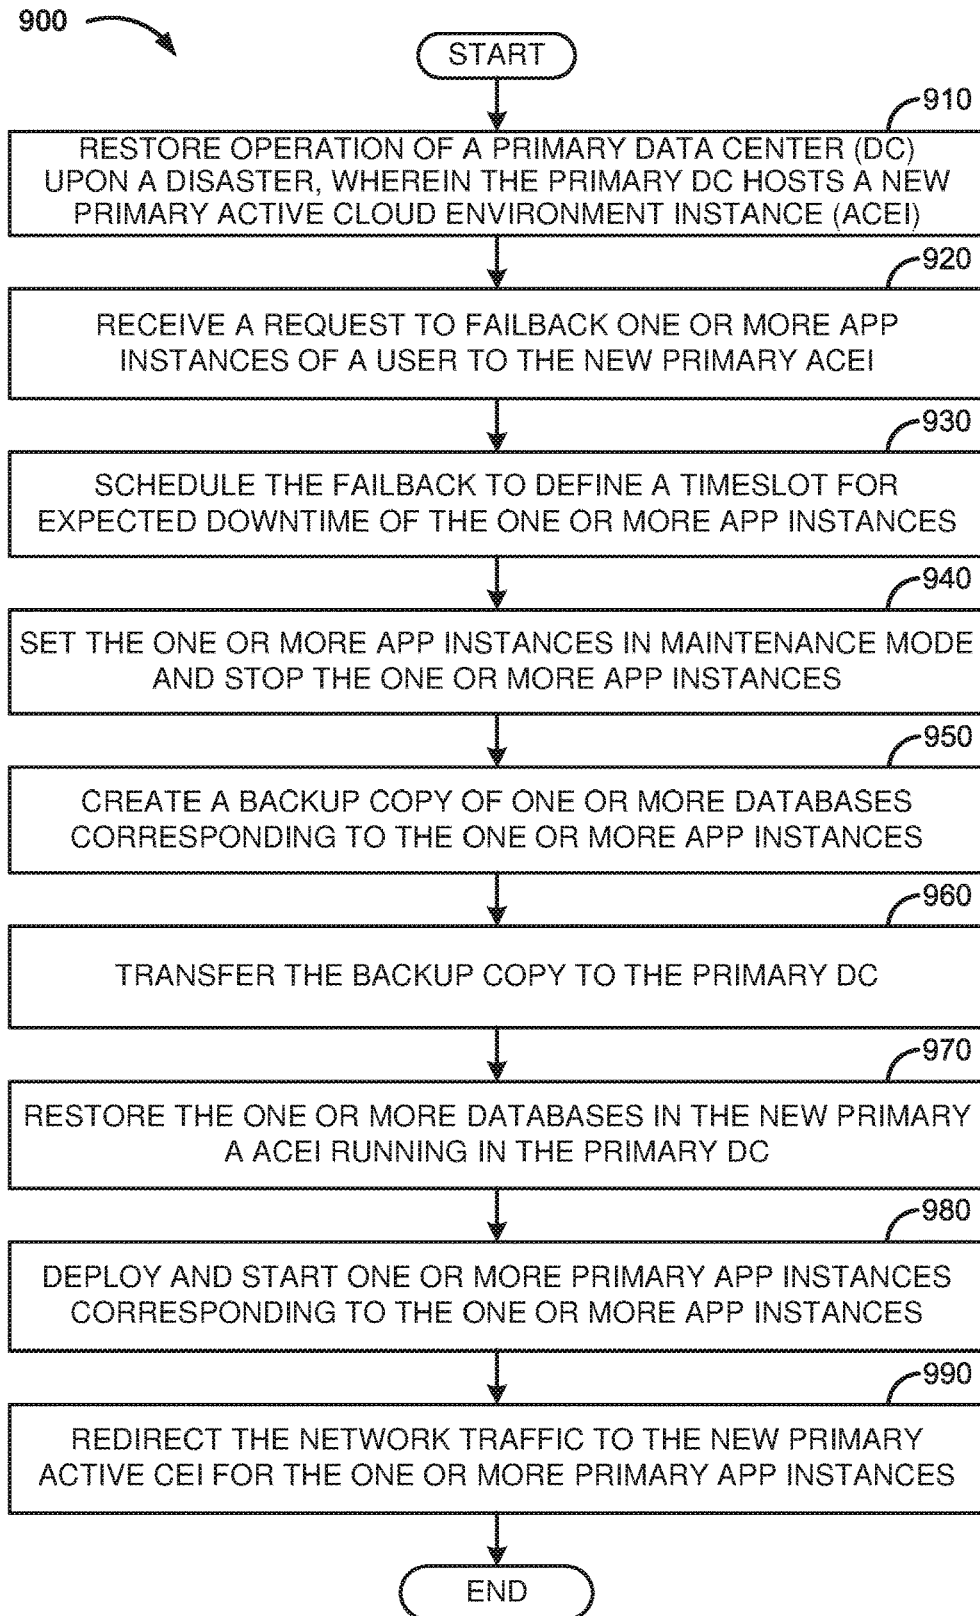 900
START
910
RESTORE OPERATION OF A PRIMARY DATA CENTER (DC)
UPON A DISASTER, WHEREIN THE PRIMARY DC HOSTS A NEW
PRIMARY ACTIVE CLOUD ENVIRONMENT INSTANCE (ACEI)
920
RECEIVE A REQUEST TO FAILBACK ONE OR MORE APP
INSTANCES OF A USER TO THE NEW PRIMARY ACEI
930
SCHEDULE THE FAILBACK TO DEFINE A TIMESLOT FOR
EXPECTED DOWNTIME OF THE ONE OR MORE APP INSTANCES
940
SET THE ONE OR MORE APP INSTANCES IN MAINTENANCE MODE
AND STOP THE ONE OR MORE APP INSTANCES
950
CREATE A BACKUP COPY OF ONE OR MORE DATABASES
CORRESPONDING TO THE ONE OR MORE APP INSTANCES
960
TRANSFER THE BACKUP COPY TO THE PRIMARY DC
970
RESTORE THE ONE OR MORE DATABASES IN THE NEW PRIMARY
A ACEI RUNNING IN THE PRIMARY DC
980
DEPLOY AND START ONE OR MORE PRIMARY APP INSTANCES
CORRESPONDING TO THE ONE OR MORE APP INSTANCES
990
REDIRECT THE NETWORK TRAFFIC TO THE NEW PRIMARY
ACTIVE CEI FOR THE ONE OR MORE PRIMARY APP INSTANCES
END